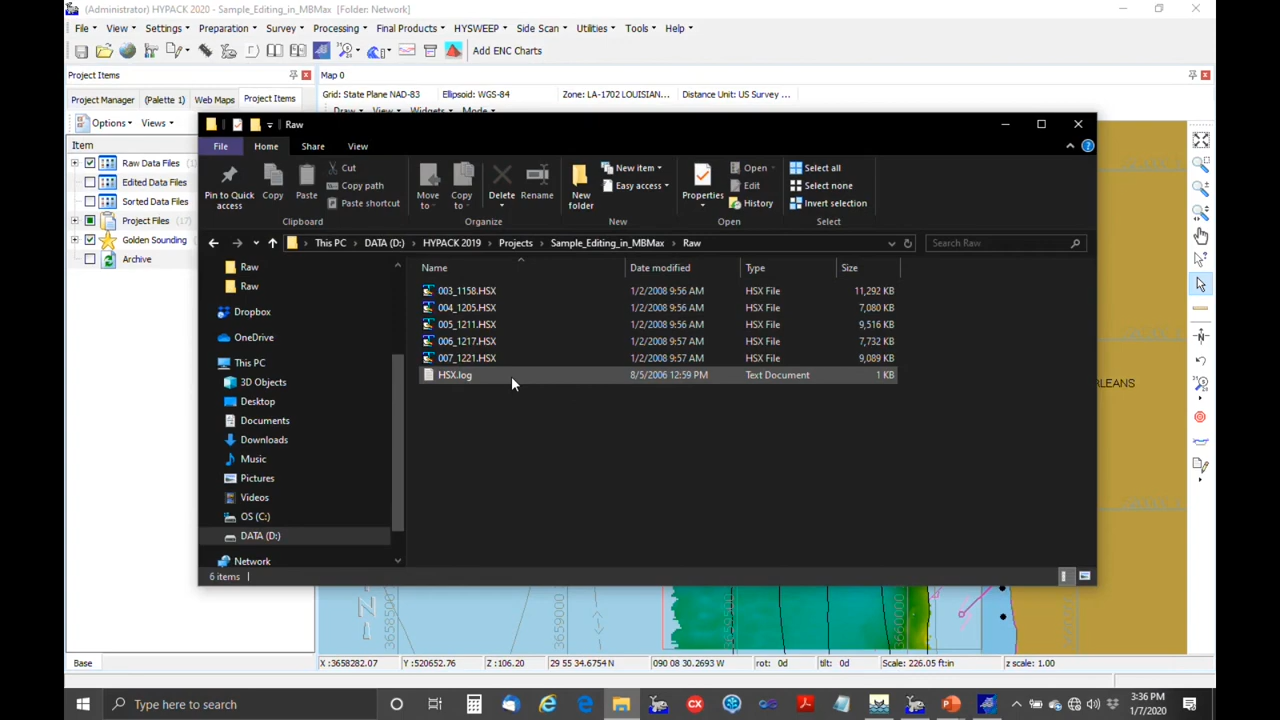 (Administrator) HYPACK 2020 - Sample_Editing_in_MBMax [Folder: Network]
File View Settings Preparation Survey Processing Final Products HYSWEEP Side Scan Utilities Tools Help
Add ENC Charts
Project Items
Map 0
Project Manager (Palette 1) Web Maps Project Items
Grid: State Plane NAD-83 Ellipsoid: WGS-84 Zone: LA-1702 LOUISIAN... Distance Unit: US Survey ...
Draw View Widgets Mode
Options Views
Item
Raw Data Files
Edited Data Files
Sorted Data Files
Project Files (17)
Golden Sounding
Archive
Raw
File Home Share View
Pin to Quick access
Copy
Paste
Cut
Copy path
Paste shortcut
Clipboard
Move to
Copy to
Delete
Rename
Organize
New folder
New item
Easy access
New
Properties
Open
Edit
History
Open
Select all
Select none
Invert selection
Select
This PC > DATA (D:) > HYPACK 2019 > Projects > Sample_Editing_in_MBMax > Raw
Search Raw
Name Date modified Type Size
003_1158.HSX 1/2/2008 9:56 AM HSX File 11,292 KB
004_1205.HSX 1/2/2008 9:56 AM HSX File 7,080 KB
005_1211.HSX 1/2/2008 9:56 AM HSX File 9,516 KB
006_1217.HSX 1/2/2008 9:57 AM HSX File 7,732 KB
007_1221.HSX 1/2/2008 9:57 AM HSX File 9,089 KB
HSX.log 8/5/2006 12:59 PM Text Document 1 KB
Raw
Raw
Dropbox
OneDrive
This PC
3D Objects
Desktop
Documents
Downloads
Music
Pictures
Videos
OS (C:)
DATA (D:)
Network
6 items
ORLEANS
3659000
3659500
3660000
Base
X :3658282.07 Y :520652.76 Z :106.20 29 55 34.6754 N 090 08 30.2693 W rot: 0d tilt: 0d Scale: 226.05 ft:in z scale: 1.00
Type here to search
3:36 PM
1/7/2020